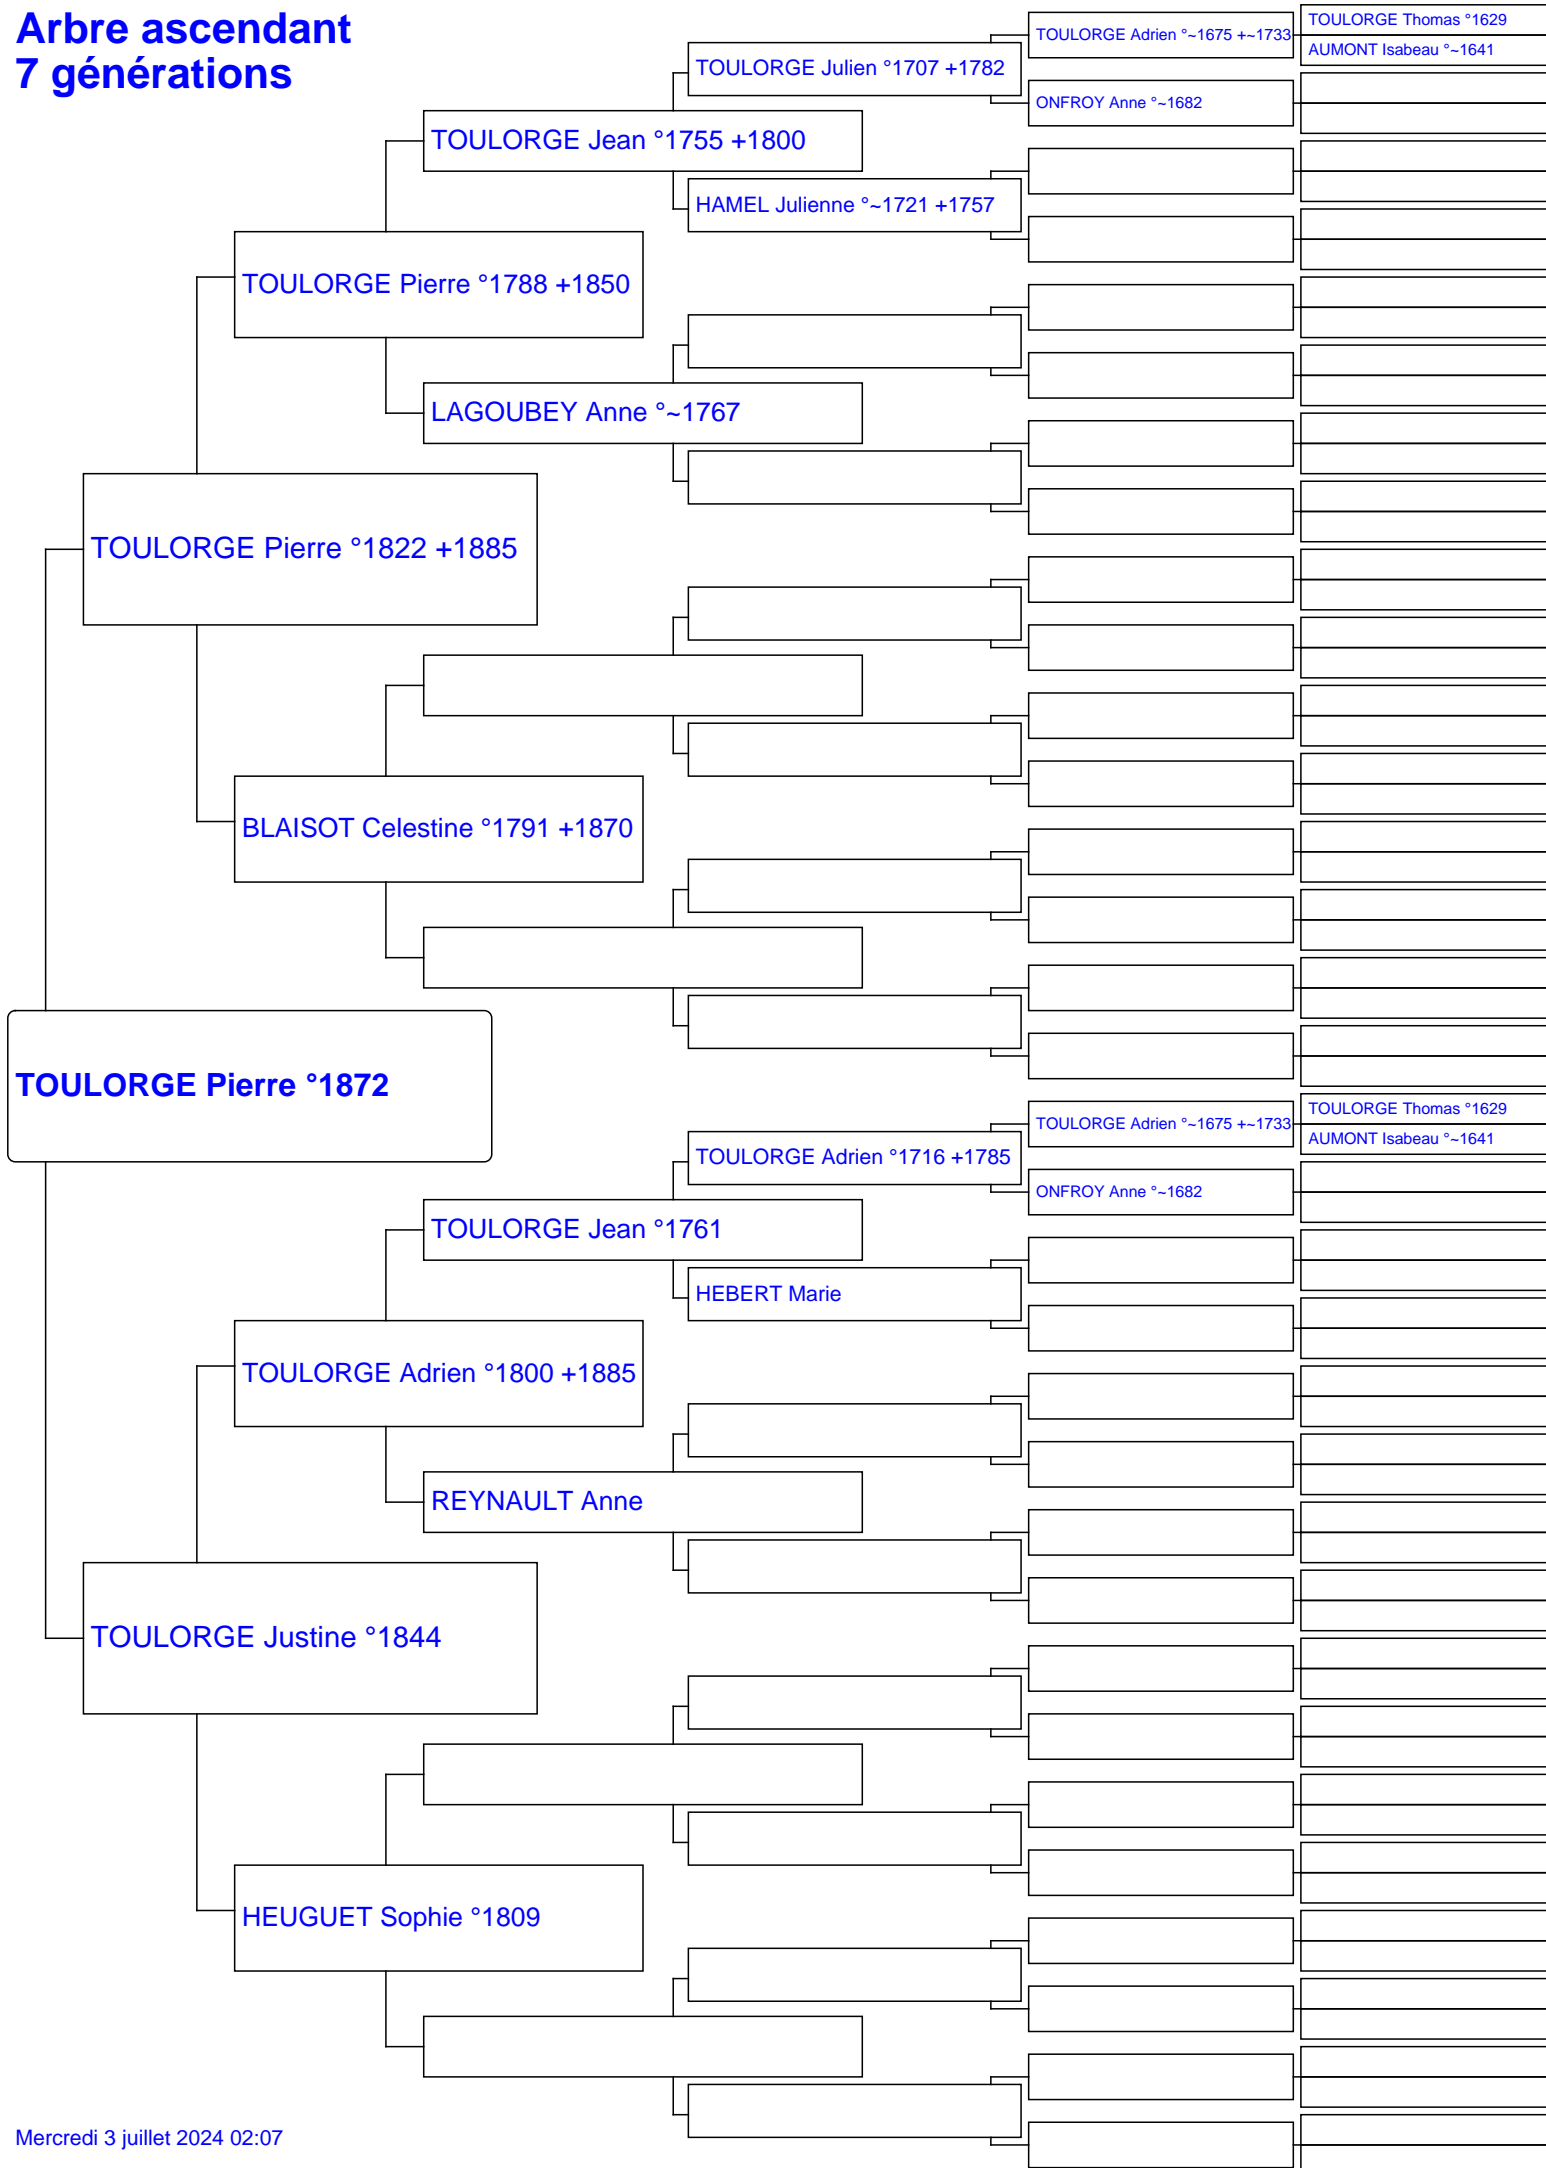 Arbre ascendant
7 générations
TOULORGE Adrien °~1675 +~1733
TOULORGE Thomas °1629
AUMONT Isabeau °~1641
TOULORGE Julien °1707 +1782
ONFROY Anne °~1682
TOULORGE Jean °1755 +1800
HAMEL Julienne °~1721 +1757
TOULORGE Pierre °1788 +1850
LAGOUBEY Anne °~1767
TOULORGE Pierre °1822 +1885
BLAISOT Celestine °1791 +1870
TOULORGE Pierre °1872
TOULORGE Adrien °~1675 +~1733
TOULORGE Thomas °1629
AUMONT Isabeau °~1641
TOULORGE Adrien °1716 +1785
ONFROY Anne °~1682
TOULORGE Jean °1761
HEBERT Marie
TOULORGE Adrien °1800 +1885
REYNAULT Anne
TOULORGE Justine °1844
HEUGUET Sophie °1809
Mercredi 3 juillet 2024 02:07